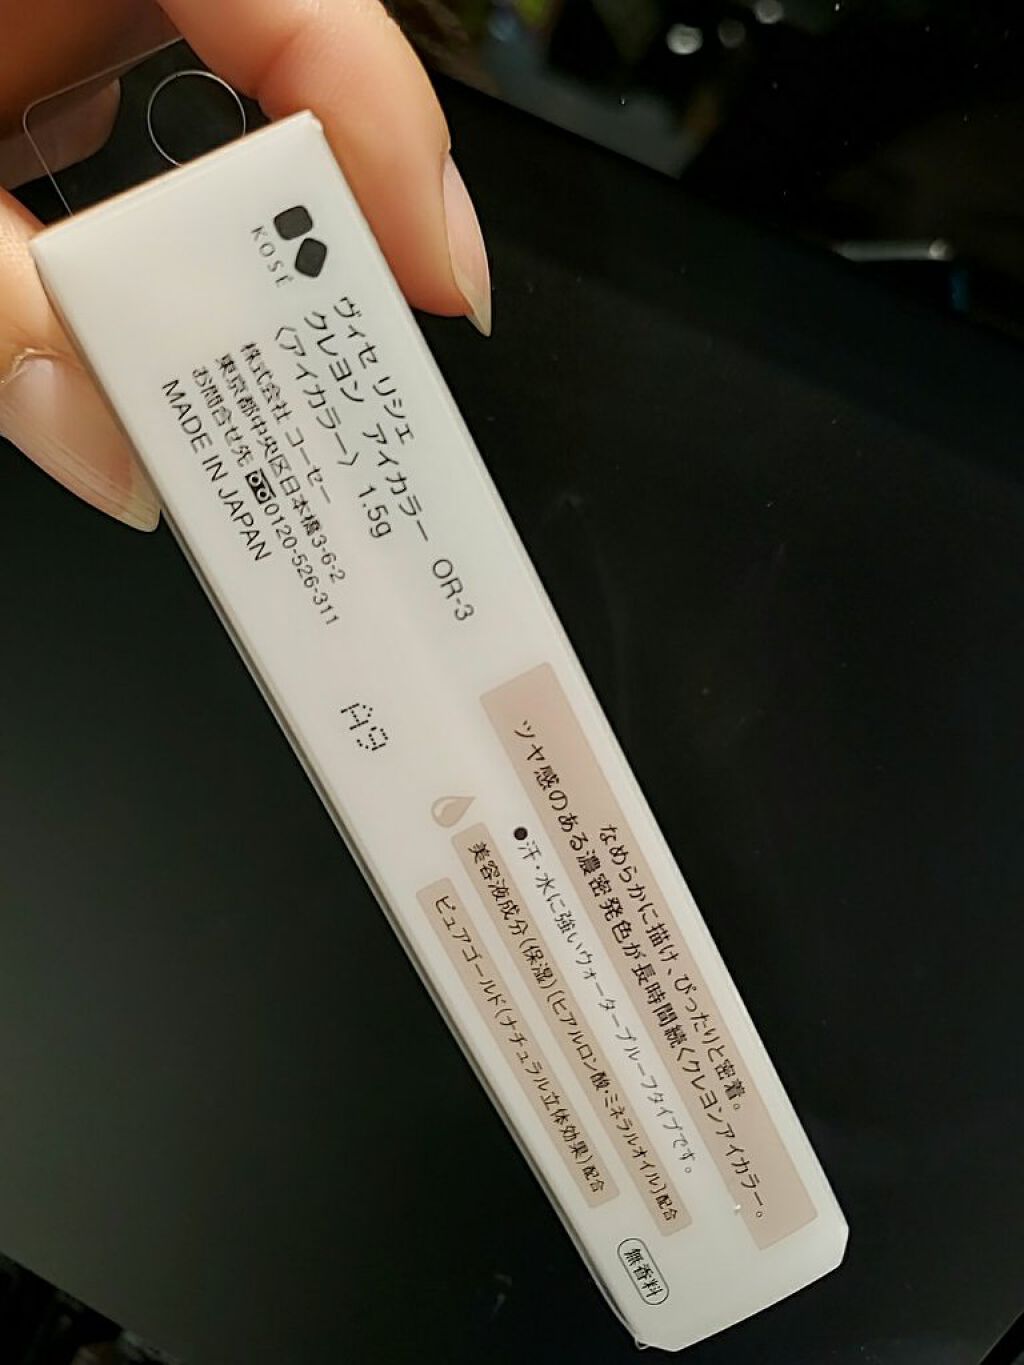 KOSÉ
ヴィセ リシェ
クレヨン アイカラー OR-3
〈アイカラー〉 1.5g
株式会社 コーセー
東京都中央区日本橋3-6-2
お問合せ先 0120-526-311
MADE IN JAPAN
なめらかに描け、ぴったりと密着。
ツヤ感のある濃密発色が長時間続くクレヨンアイカラー。
●汗・水に強いウォータープルーフタイプです。
美容液成分(保湿)〔ヒアルロン酸・ミネラルオイル〕配合
ピュアゴールド(ナチュラル立体効果)配合
無香料